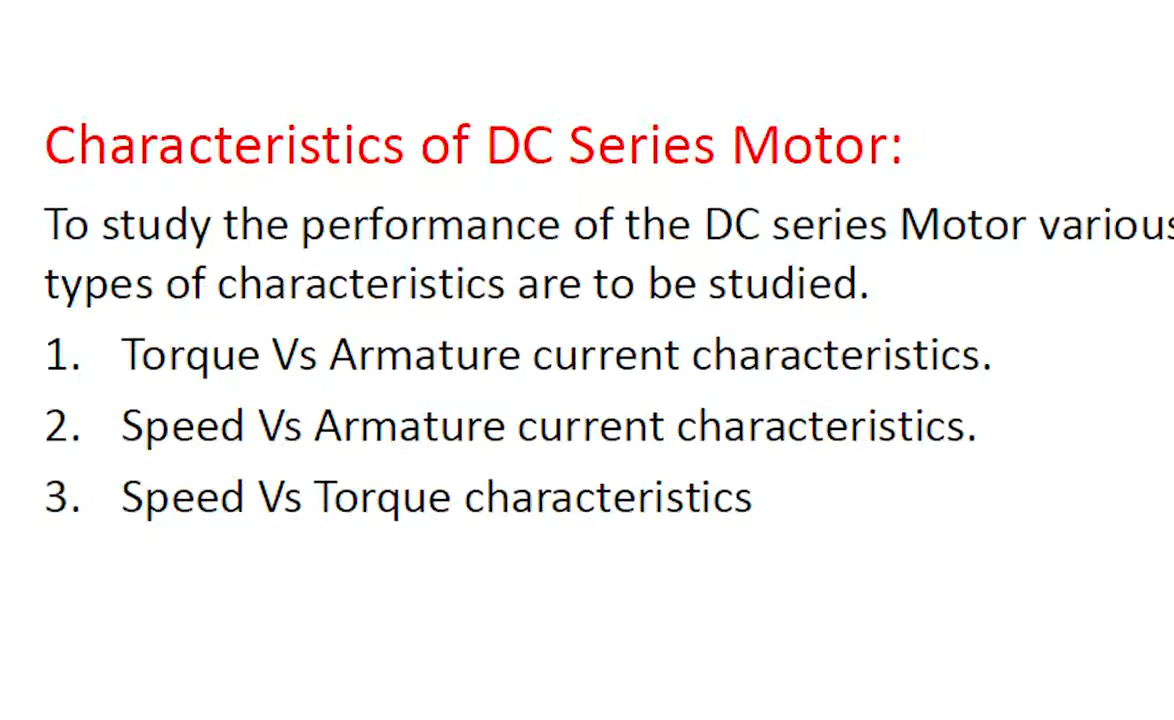 Characteristics of DC Series Motor:
To study the performance of the DC series Motor various
types of characteristics are to be studied.
1. Torque Vs Armature current characteristics.
2. Speed Vs Armature current characteristics.
3. Speed Vs Torque characteristics